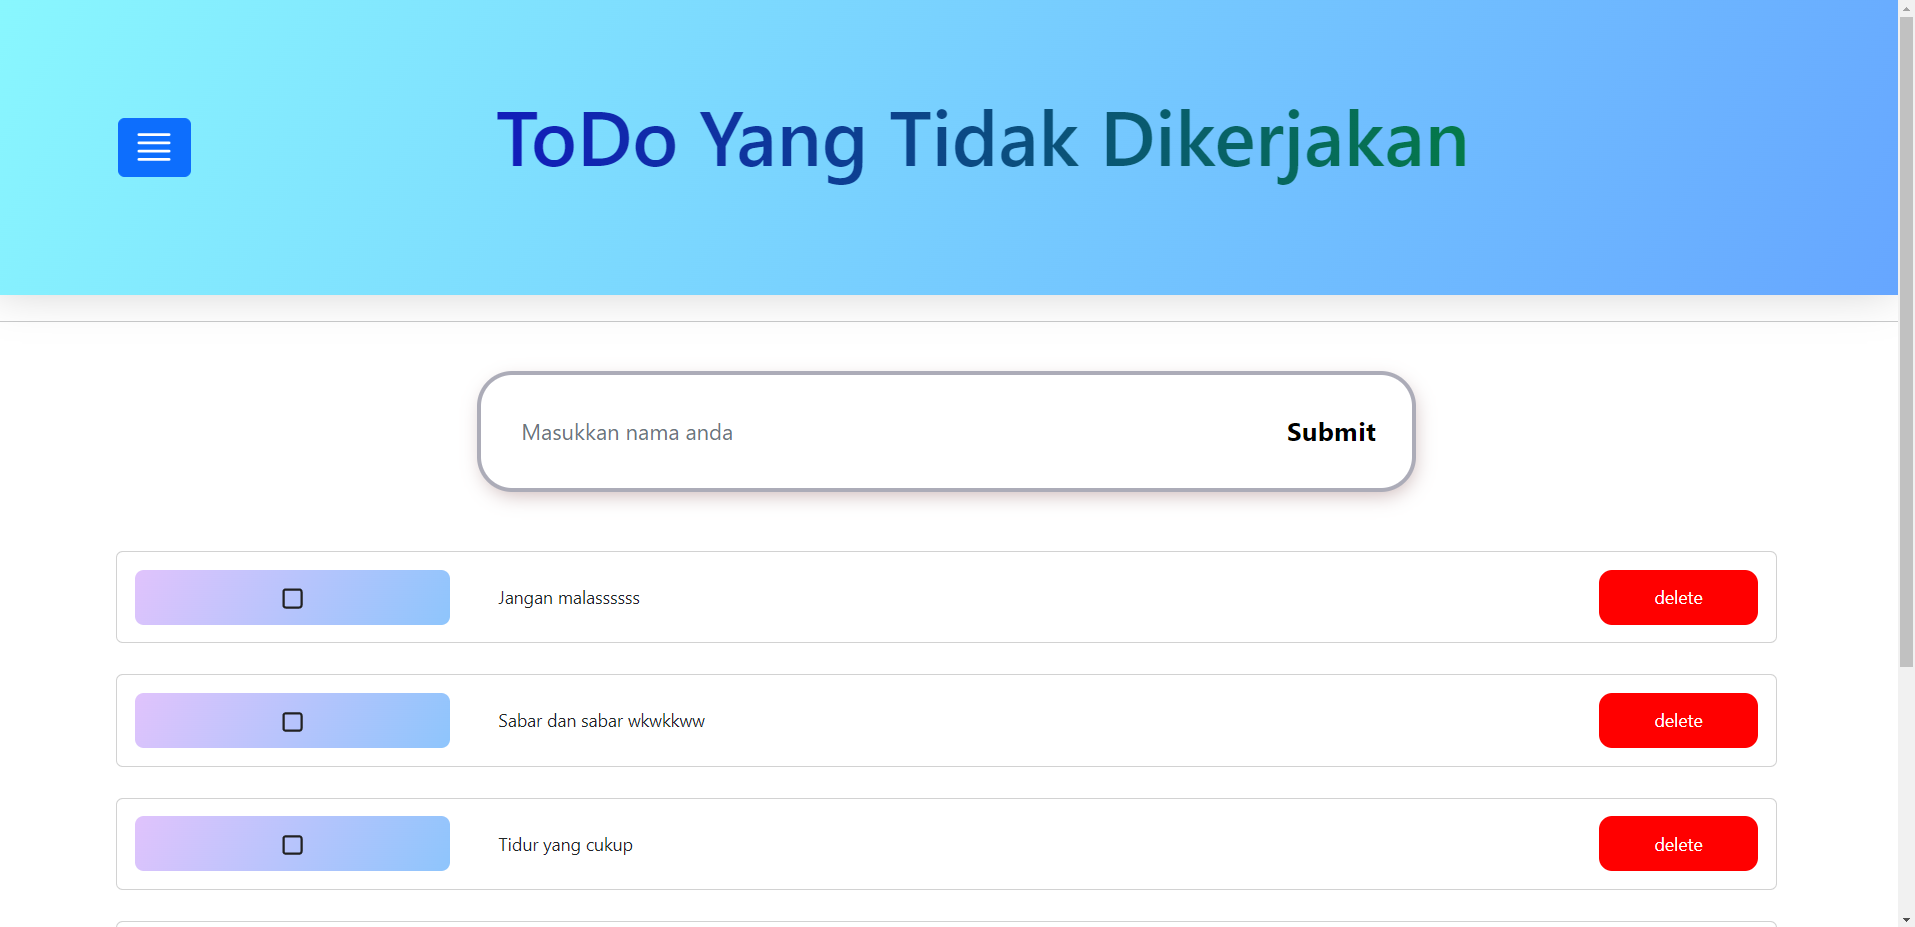 ToDo Yang Tidak Dikerjakan
Masukkan nama anda
Submit
Jangan malassssss
delete
Sabar dan sabar wkwkkww
delete
Tidur yang cukup
delete